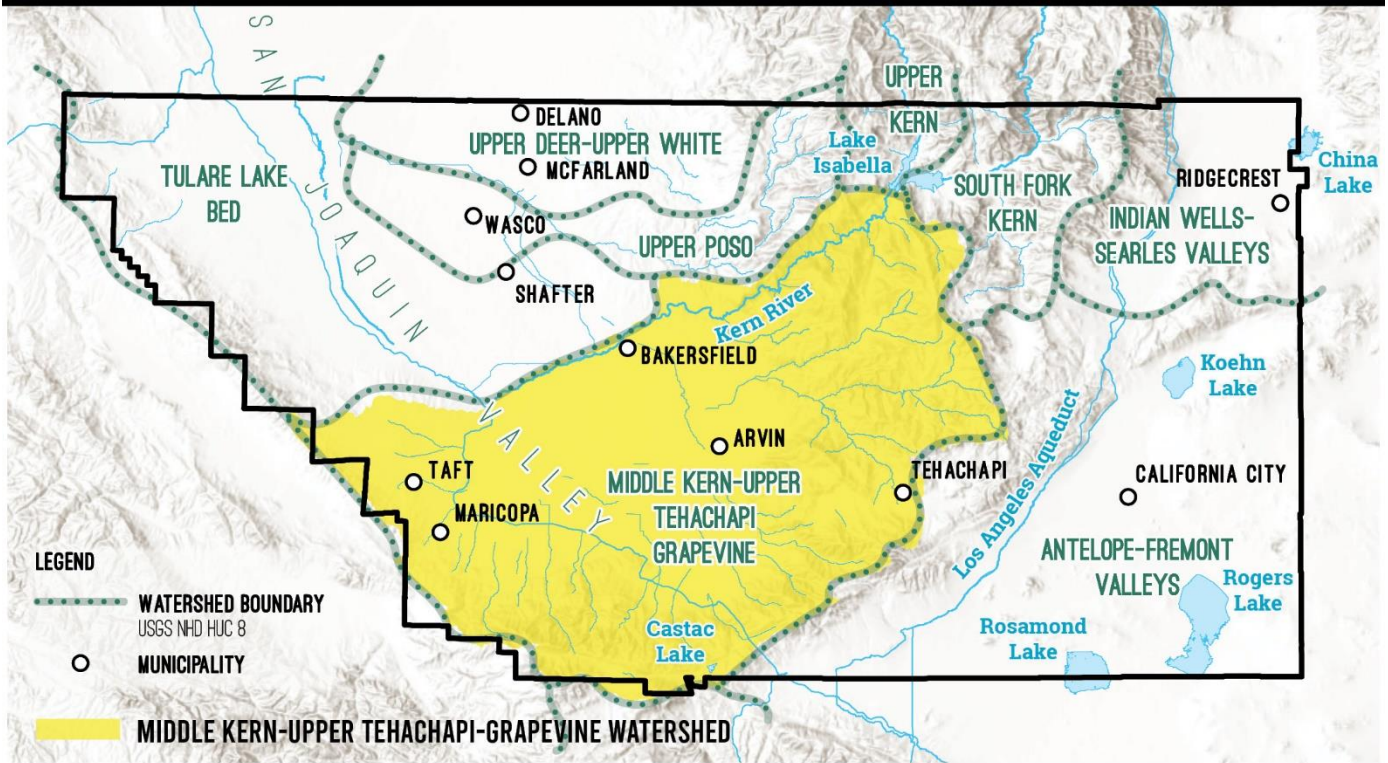 SAN JOAQUIN VALLEY
UPPER
KERN
DELANO
UPPER DEER-UPPER WHITE
MCFARLAND
Lake
Isabella
China
Lake
TULARE LAKE
BED
RIDGECREST
SOUTH FORK
KERN
WASCO
INDIAN WELLS-
SEARLES VALLEYS
UPPER POSO
SHAFTER
Kern River
BAKERSFIELD
Koehn
Lake
ARVIN
Los Angeles Aqueduct
TAFT
MIDDLE KERN-UPPER
TEHACHAPI
GRAPEVINE
TEHACHAPI
CALIFORNIA CITY
MARICOPA
ANTELOPE-FREMONT
VALLEYS
Rogers
Lake
Rosamond
Lake
Castac
Lake
LEGEND
WATERSHED BOUNDARY
USGS NHD HUC 8
MUNICIPALITY
MIDDLE KERN-UPPER TEHACHAPI-GRAPEVINE WATERSHED